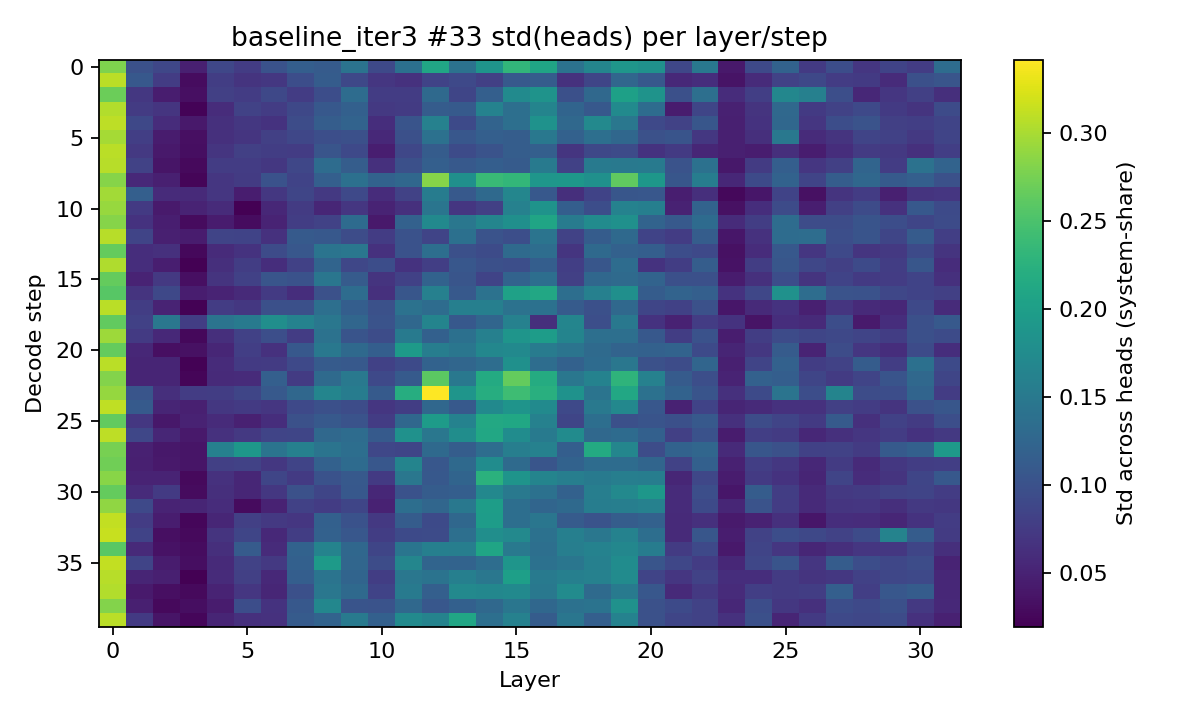 baseline_iter3 #33 std(heads) per layer/step
Decode step
0
5
10
15
20
25
30
35
0 5 10 15 20 25 30
Layer
0.30
0.25
0.20
0.15
0.10
0.05
Std across heads (system-share)